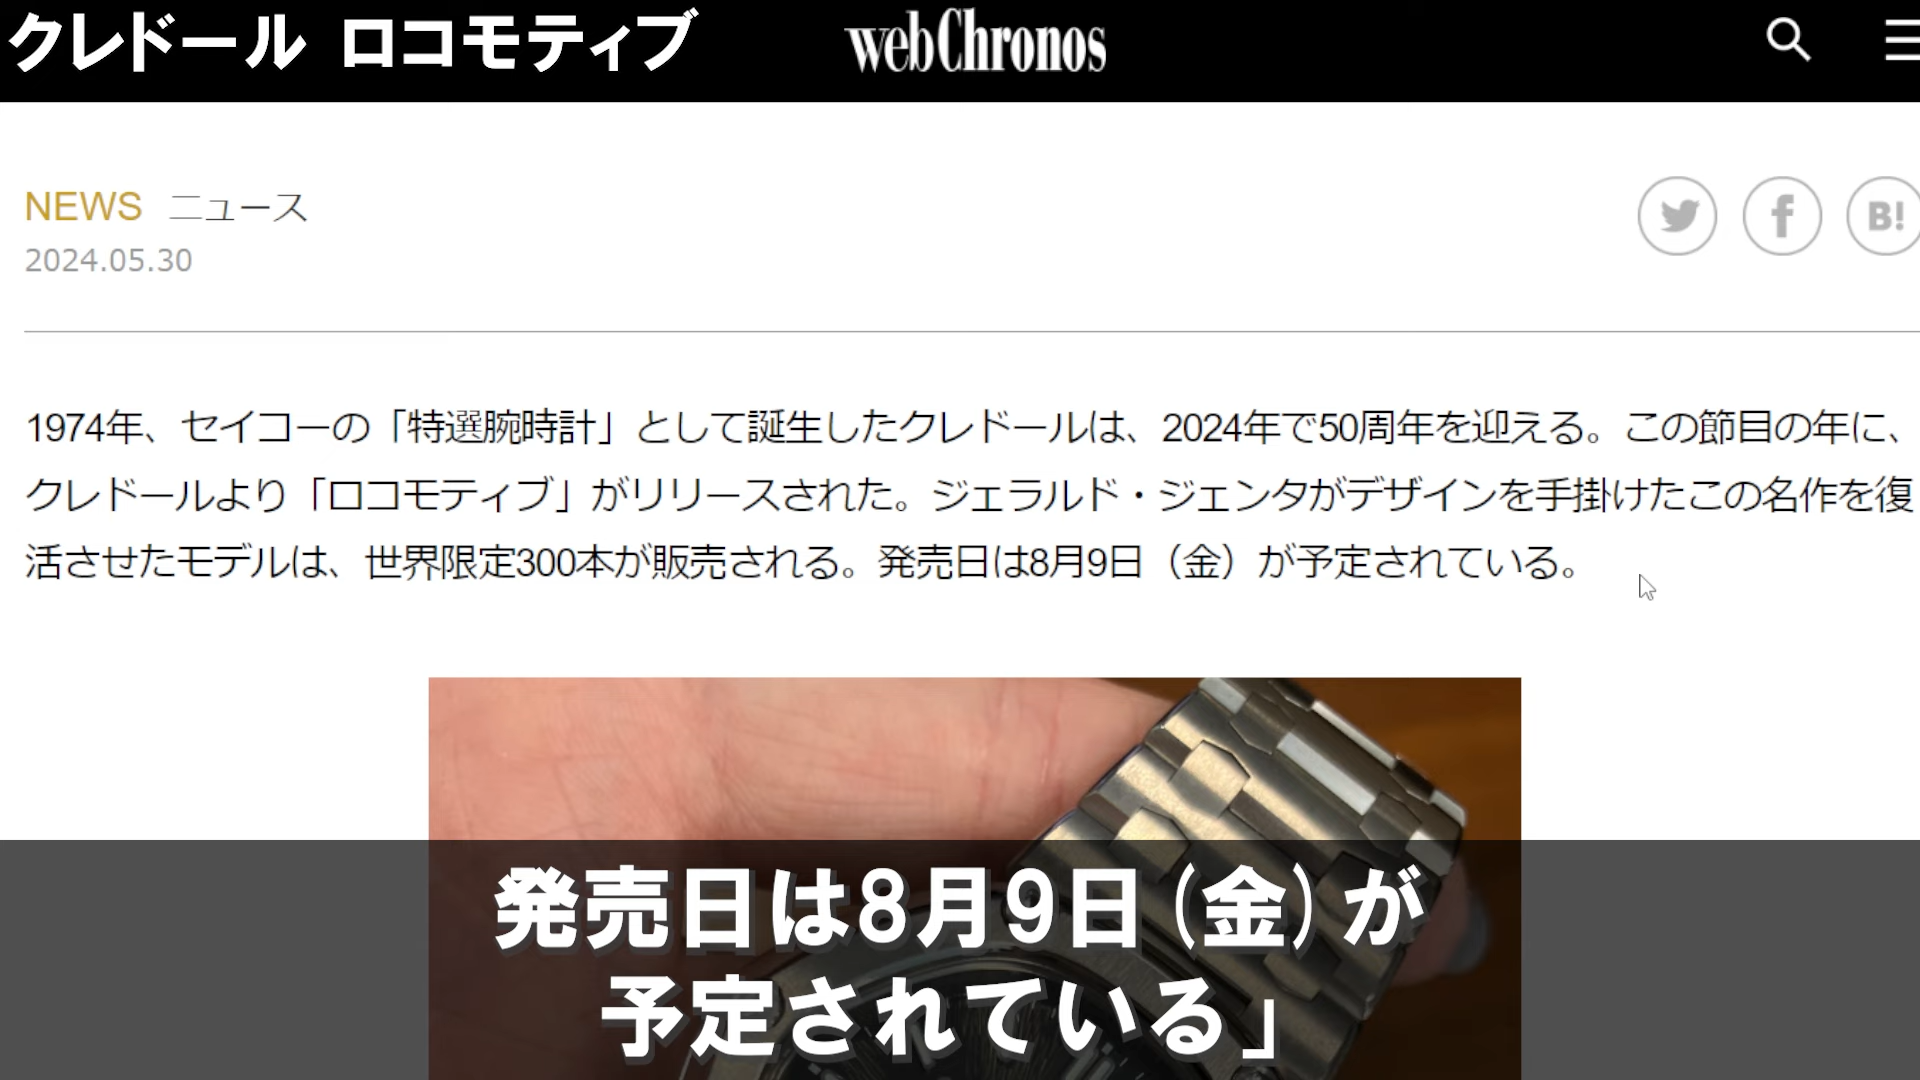 クレドール ロコモティブ
webChronos
NEWS ニュース
2024.05.30
B!
1974年、セイコーの「特選腕時計」として誕生したクレドールは、2024年で50周年を迎える。この節目の年に、
クレドールより「ロコモティブ」がリリースされた。ジェラルド・ジェンタがデザインを手掛けたこの名作を復
活させたモデルは、世界限定300本が販売される。発売日は8月9日（金）が予定されている。
発売日は8月9日(金)が
予定されている」